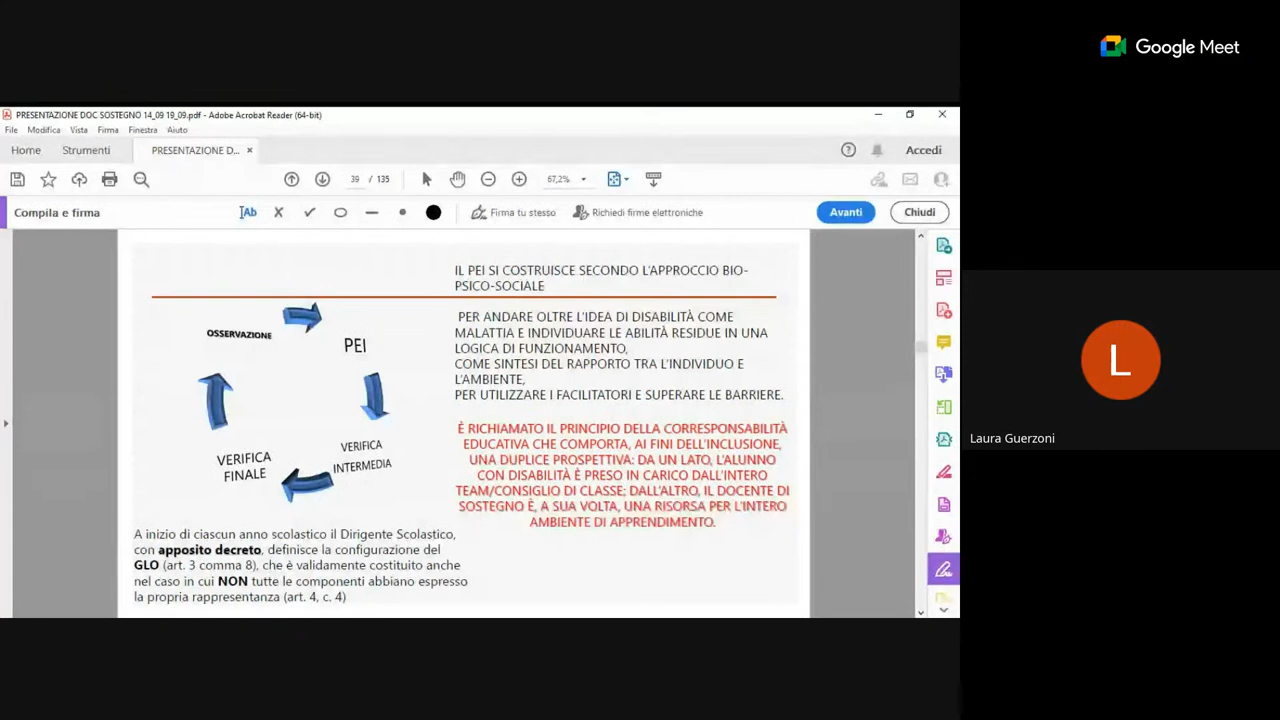 Google Meet
PRESENTAZIONE DOC SOSTEGNO 14_09 19_09.pdf - Adobe Acrobat Reader (64-bit)
File Modifica Vista Firma Finestra Aiuto
Home Strumenti PRESENTAZIONE D... × Accedi
39 / 135 67,2%
Compila e firma Ab Firma tu stesso Richiedi firme elettroniche Avanti Chiudi
IL PEI SI COSTRUISCE SECONDO L'APPROCCIO BIO-
PSICO-SOCIALE
OSSERVAZIONE
PEI
VERIFICA
INTERMEDIA
VERIFICA
FINALE
PER ANDARE OLTRE L'IDEA DI DISABILITÀ COME
MALATTIA E INDIVIDUARE LE ABILITÀ RESIDUE IN UNA
LOGICA DI FUNZIONAMENTO,
COME SINTESI DEL RAPPORTO TRA L'INDIVIDUO E
L'AMBIENTE,
PER UTILIZZARE I FACILITATORI E SUPERARE LE BARRIERE.
È RICHIAMATO IL PRINCIPIO DELLA CORRESPONSABILITÀ
EDUCATIVA CHE COMPORTA, AI FINI DELL'INCLUSIONE,
UNA DUPLICE PROSPETTIVA: DA UN LATO, L'ALUNNO
CON DISABILITÀ È PRESO IN CARICO DALL'INTERO
TEAM/CONSIGLIO DI CLASSE; DALL'ALTRO, IL DOCENTE DI
SOSTEGNO È, A SUA VOLTA, UNA RISORSA PER L'INTERO
AMBIENTE DI APPRENDIMENTO.
A inizio di ciascun anno scolastico il Dirigente Scolastico,
con apposito decreto, definisce la configurazione del
GLO (art. 3 comma 8), che è validamente costituito anche
nel caso in cui NON tutte le componenti abbiano espresso
la propria rappresentanza (art. 4, c. 4)
L
Laura Guerzoni